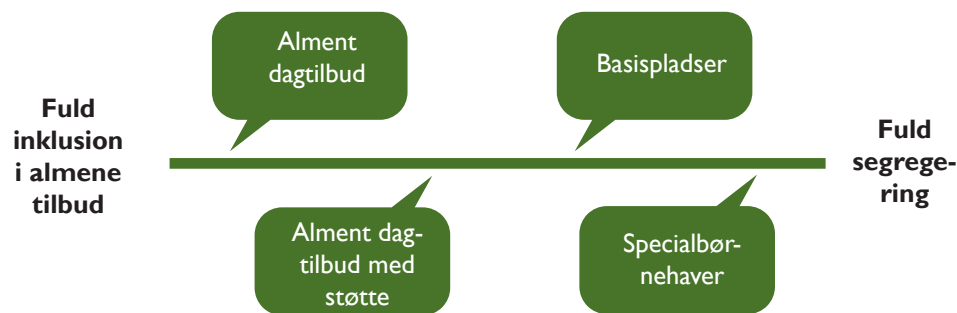 Fuld
inklusion
i almene
tilbud
Alment
dagtilbud
Alment dag-
tilbud med
støtte
Basispladser
Specialbør-
nehaver
Fuld
segrege-
ring